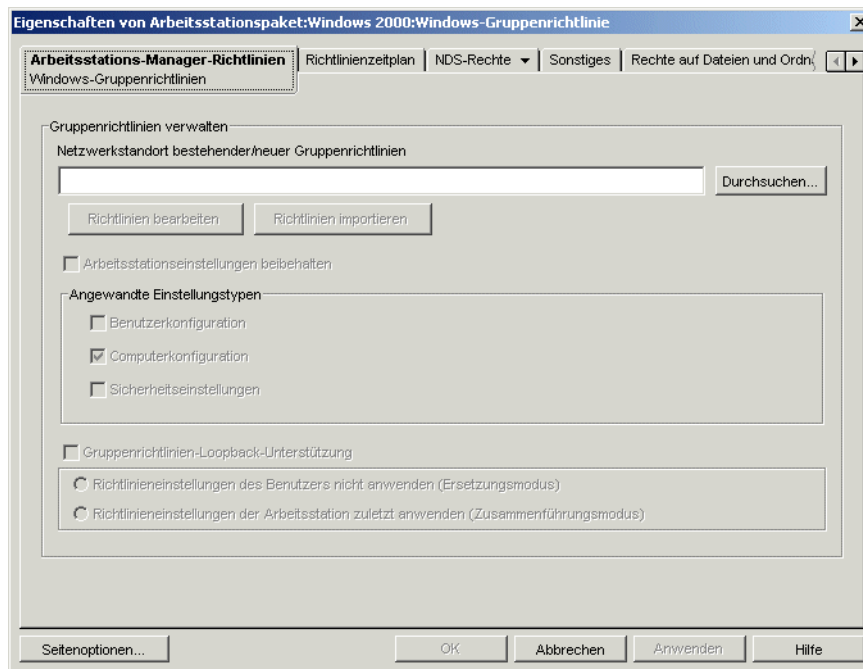 Eigenschaften von Arbeitsstationspaket:Windows 2000:Windows-Gruppenrichtlinie
Arbeitsstations-Manager-Richtlinien Richtlinienzeitplan NDS-Rechte Sonstiges Rechte auf Dateien und Ordn
Windows-Gruppenrichtlinien
Gruppenrichtlinien verwalten
Netzwerkstandort bestehender/neuer Gruppenrichtlinien
Durchsuchen...
Richtlinien bearbeiten Richtlinien importieren
Arbeitsstationseinstellungen beibehalten
Angewandte Einstellungstypen
Benutzerkonfiguration
Computerkonfiguration
Sicherheitseinstellungen
Gruppenrichtlinien-Loopback-Unterstützung
Richtlinieneinstellungen des Benutzers nicht anwenden (Ersetzungsmodus)
Richtlinieneinstellungen der Arbeitsstation zuletzt anwenden (Zusammenführungsmodus)
Seitenoptionen... OK Abbrechen Anwenden Hilfe